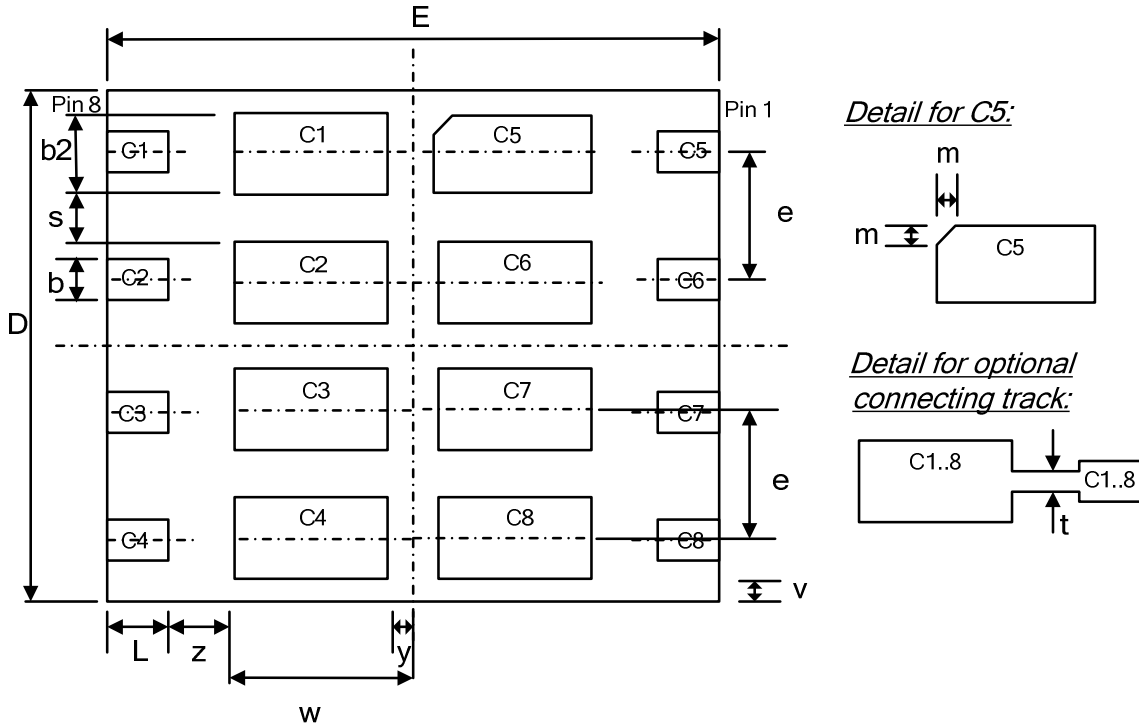 E
Pin 8
Pin 1
C1
C5
C1
C5
b2
s
e
C2
C6
C2
C6
b
D
C3
C7
C3
C7
e
C4
C8
C4
C8
v
L
z
y
w
Detail for C5:
m
m
C5
Detail for optional
connecting track:
C1..8
C1..8
t